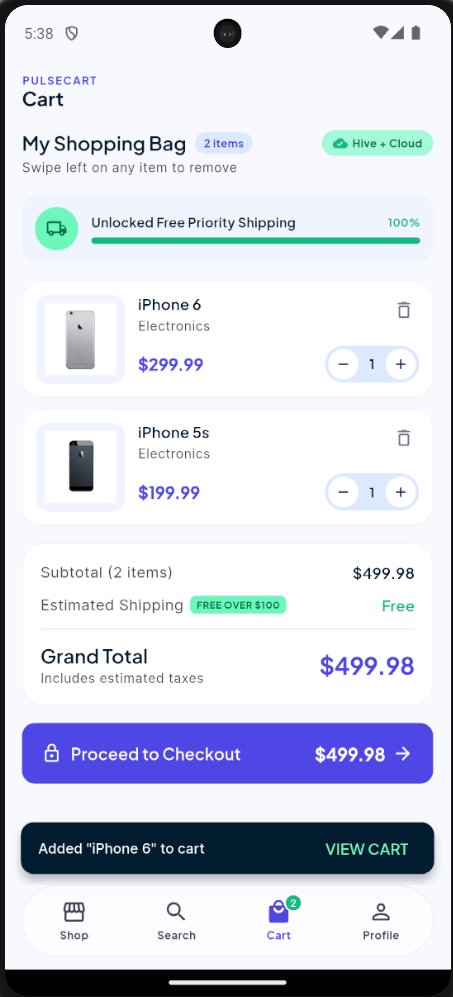 5:38
PULSECART
Cart
My Shopping Bag 2 items Hive + Cloud
Swipe left on any item to remove
Unlocked Free Priority Shipping 100%
iPhone 6
Electronics
$299.99 − 1 +
iPhone 5s
Electronics
$199.99 − 1 +
Subtotal (2 items) $499.98
Estimated Shipping FREE OVER $100 Free
Grand Total $499.98
Includes estimated taxes
Proceed to Checkout $499.98 →
Added "iPhone 6" to cart VIEW CART
2
Shop Search Cart Profile